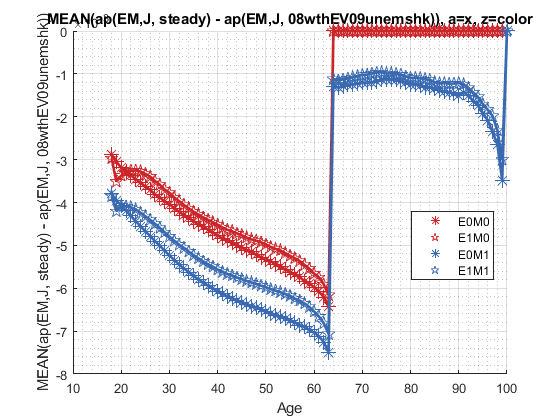 MEAN(ap(EM,J, steady) - ap(EM,J, 08wthEV09unemshk)), a=x, z=color
MEAN(ap(EM,J, steady) - ap(EM,J, 08wthEV09unemshk))
0
-1
-2
-3
-4
-5
-6
-7
-8
10 20 30 40 50 60 70 80 90 100
Age
E0M0
E1M0
E0M1
E1M1